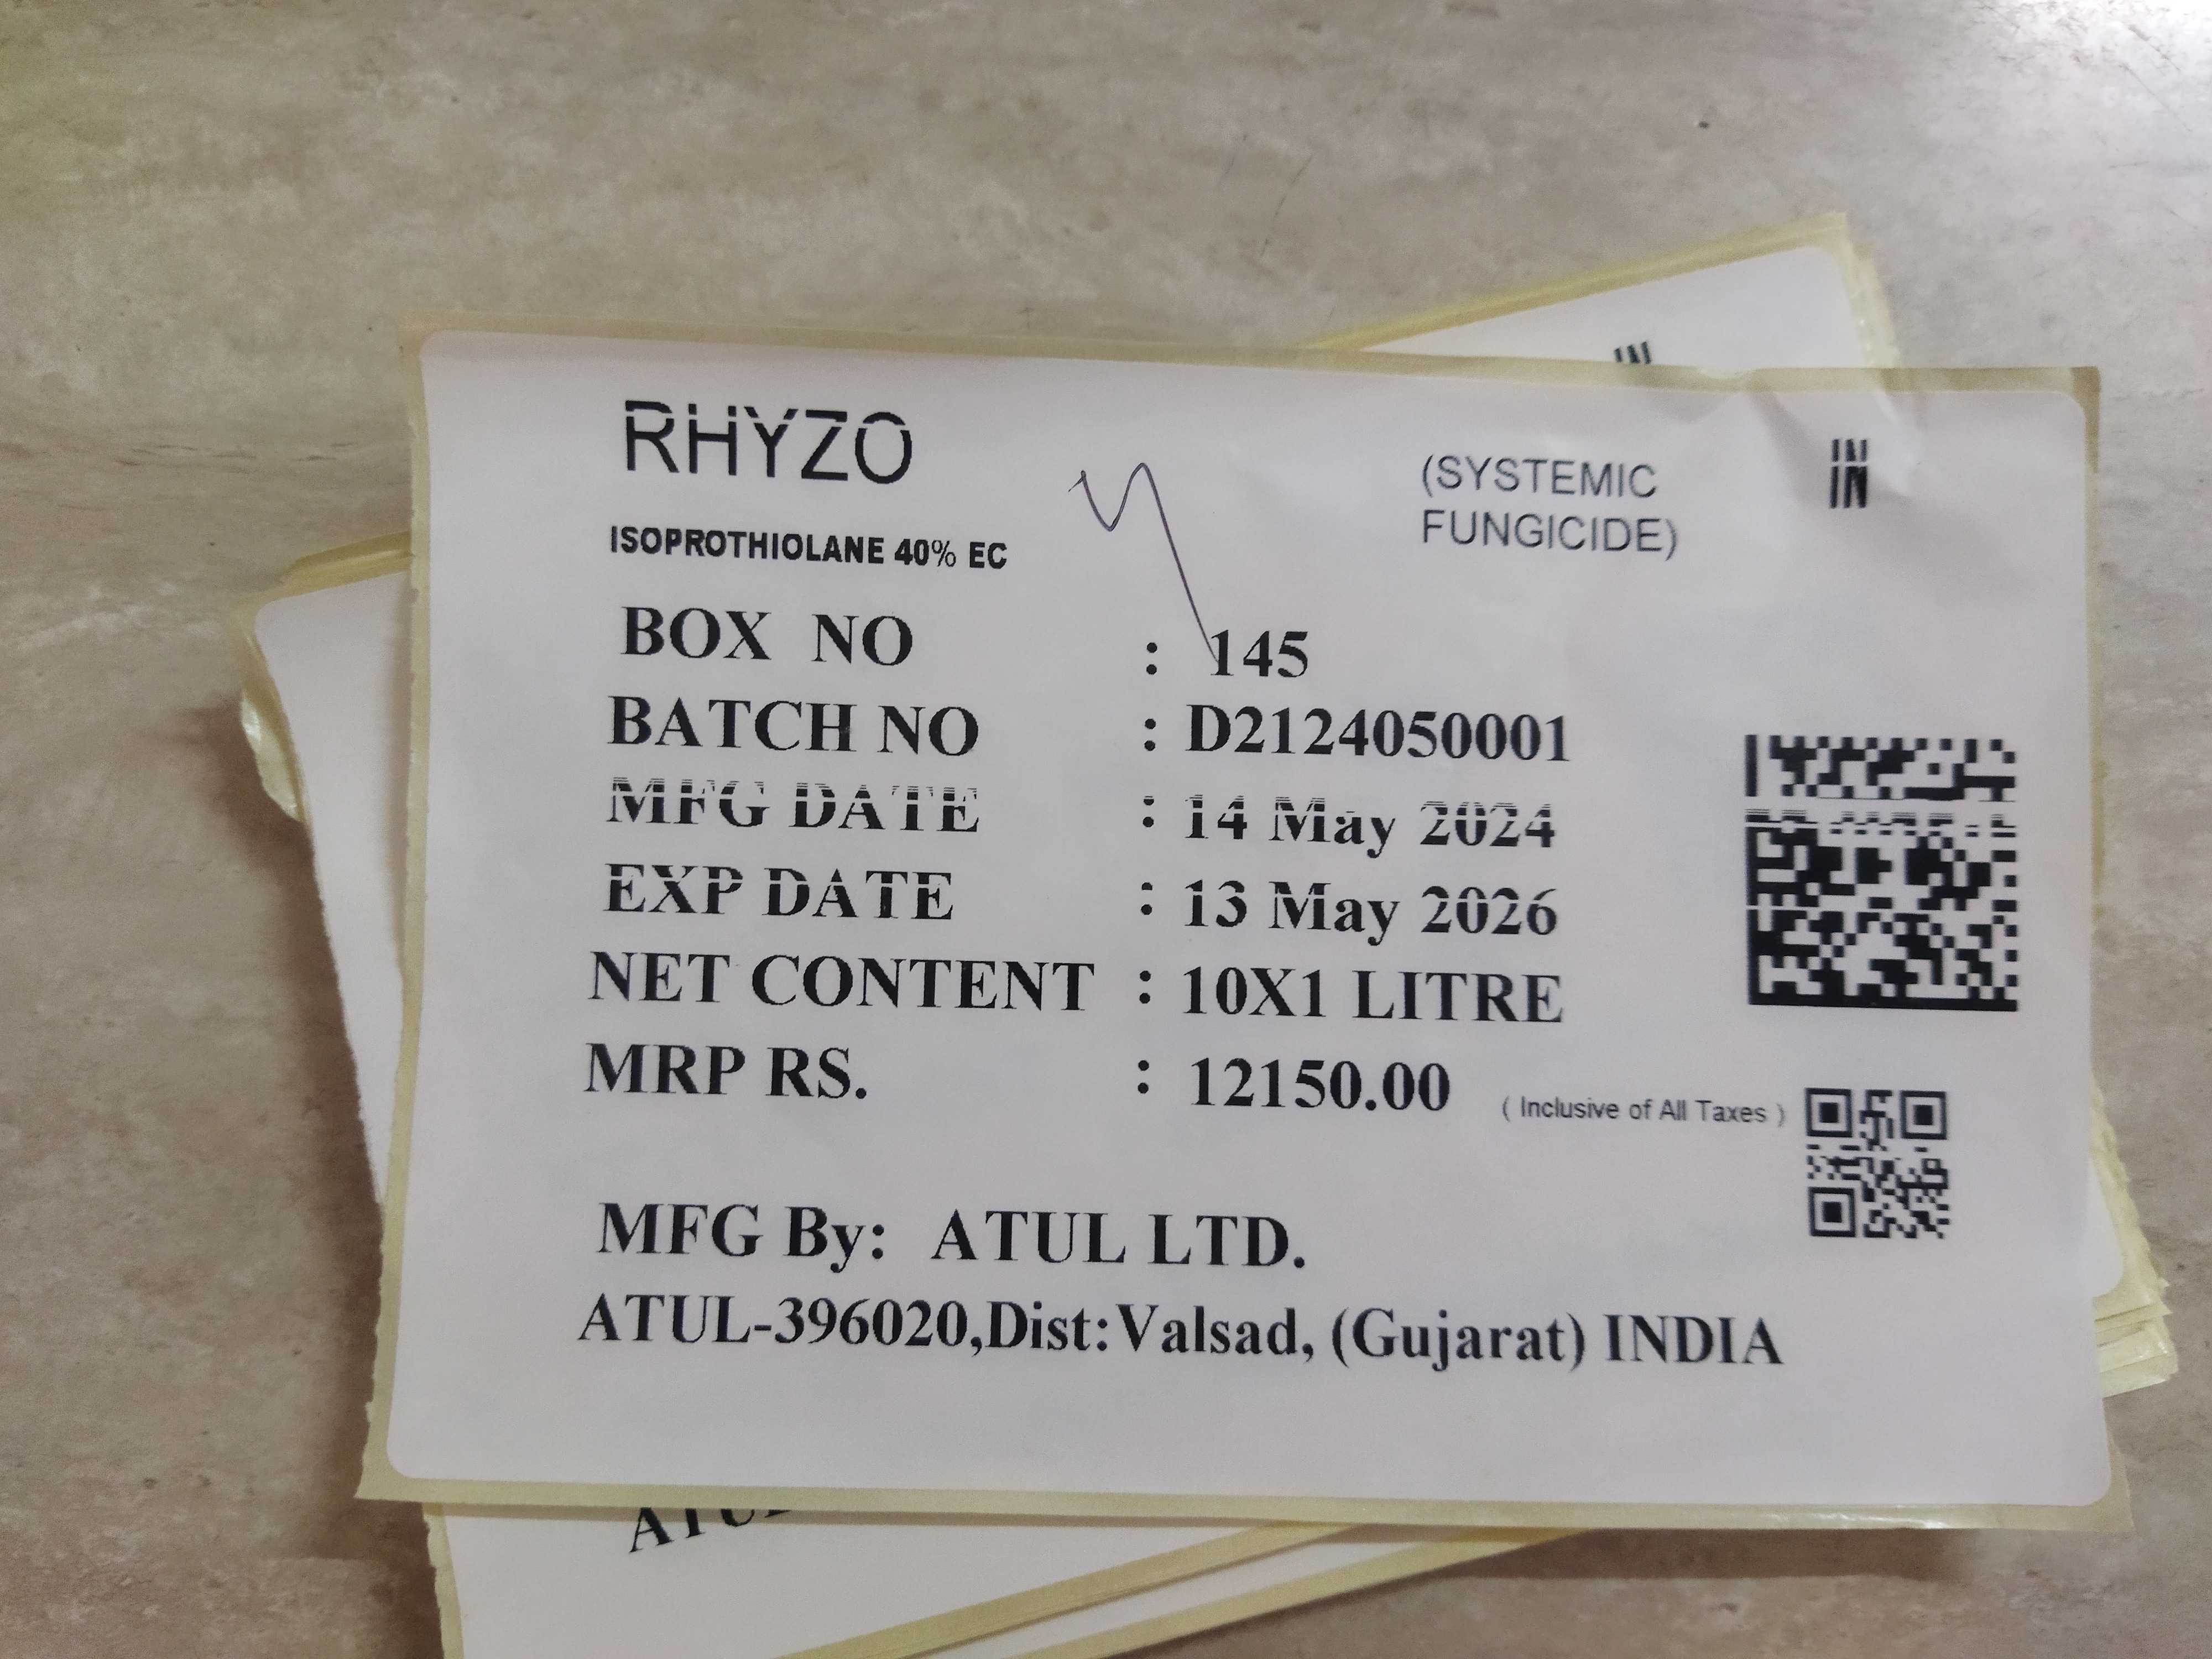 IN
RHYZO
(SYSTEMIC
FUNGICIDE)
IN
ISOPROTHIOLANE 40% EC
BOX NO : 145
BATCH NO : D2124050001
MFG DATE : 14 May 2024
EXP DATE : 13 May 2026
NET CONTENT : 10X1 LITRE
MRP RS. : 12150.00 ( Inclusive of All Taxes )
MFG By: ATUL LTD.
ATUL-396020,Dist:Valsad, (Gujarat) INDIA